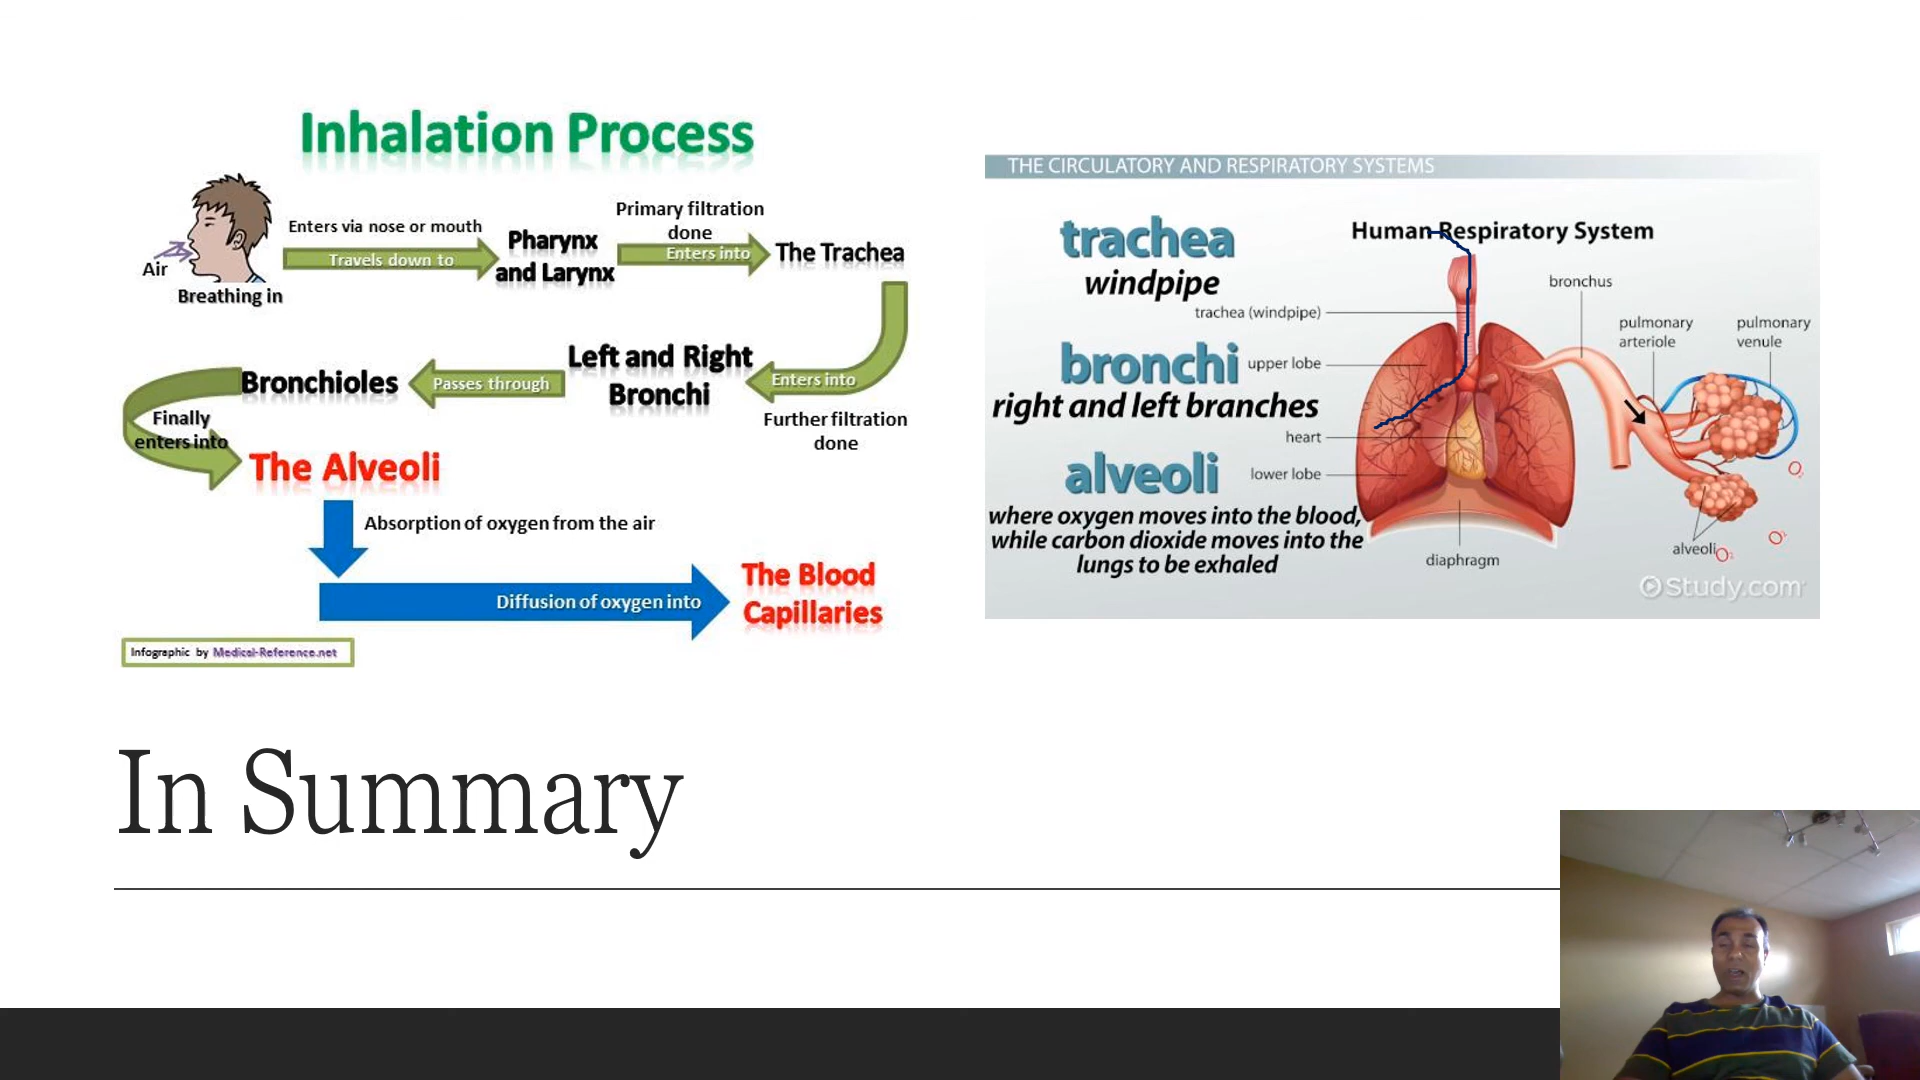 Inhalation Process
Air
Breathing in
Enters via nose or mouth
Travels down to
Pharynx
and Larynx
Primary filtration
done
Enters into
The Trachea
Enters into
Further filtration
done
Left and Right
Bronchi
Passes through
Bronchioles
Finally
enters into
The Alveoli
Absorption of oxygen from the air
Diffusion of oxygen into
The Blood
Capillaries
Infographic by Medical-Reference.net
THE CIRCULATORY AND RESPIRATORY SYSTEMS
trachea
windpipe
bronchi
right and left branches
alveoli
where oxygen moves into the blood,
while carbon dioxide moves into the
lungs to be exhaled
Human Respiratory System
trachea (windpipe)
upper lobe
heart
lower lobe
diaphragm
bronchus
pulmonary
arteriole
pulmonary
venule
alveoli
O2
O2
O2
Study.com
In Summary